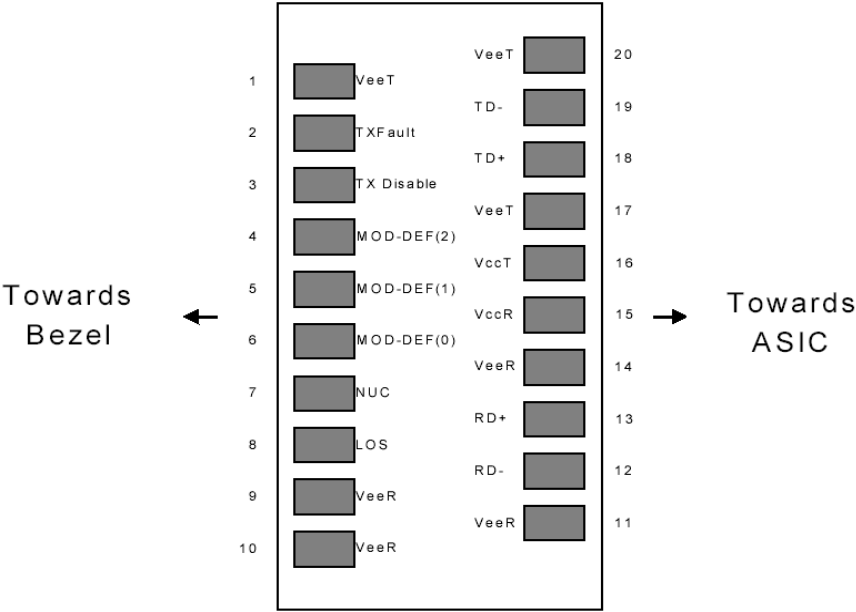 VeeT 20
1 VeeT
TD- 19
2 TXFault
TD+ 18
3 TX Disable
VeeT 17
4 MOD-DEF(2)
VccT 16
5 MOD-DEF(1)
Towards
Bezel
VccR 15
Towards
ASIC
6 MOD-DEF(0)
VeeR 14
7 NUC
RD+ 13
8 LOS
RD- 12
9 VeeR
VeeR 11
10 VeeR